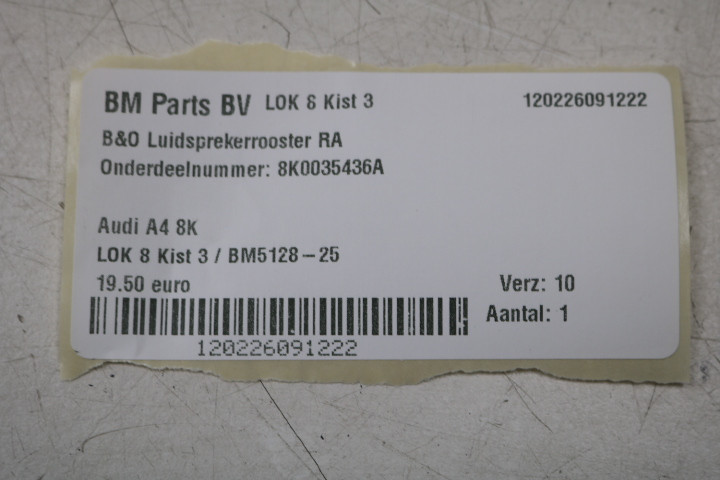 BM Parts BV LOK 8 Kist 3 120226091222
B&O Luidsprekerrooster RA
Onderdeelnummer: 8K0035436A
Audi A4 8K
LOK 8 Kist 3 / BM5128-25
19.50 euro Verz: 10
Aantal: 1
120226091222